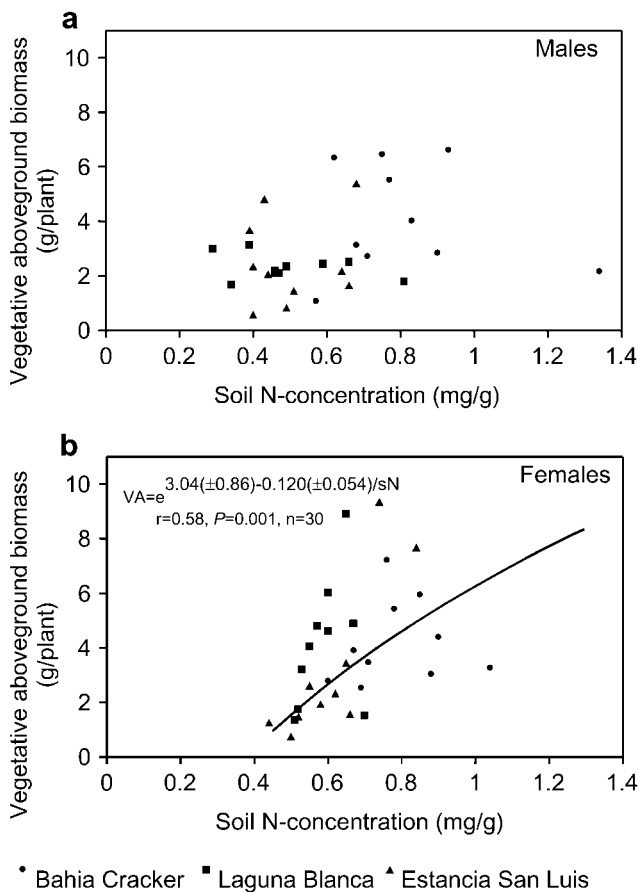 a
Males
Vegetative aboveground biomass
(g/plant)
10
8
6
4
2
0
0 0.2 0.4 0.6 0.8 1 1.2 1.4
Soil N-concentration (mg/g)
b
Females
VA=e3.04(±0.86)-0.120(±0.054)/sN
r=0.58, P=0.001, n=30
Vegetative aboveground biomass
(g/plant)
10
8
6
4
2
0
0 0.2 0.4 0.6 0.8 1 1.2 1.4
Soil N-concentration (mg/g)
• Bahia Cracker ■ Laguna Blanca ▲ Estancia San Luis